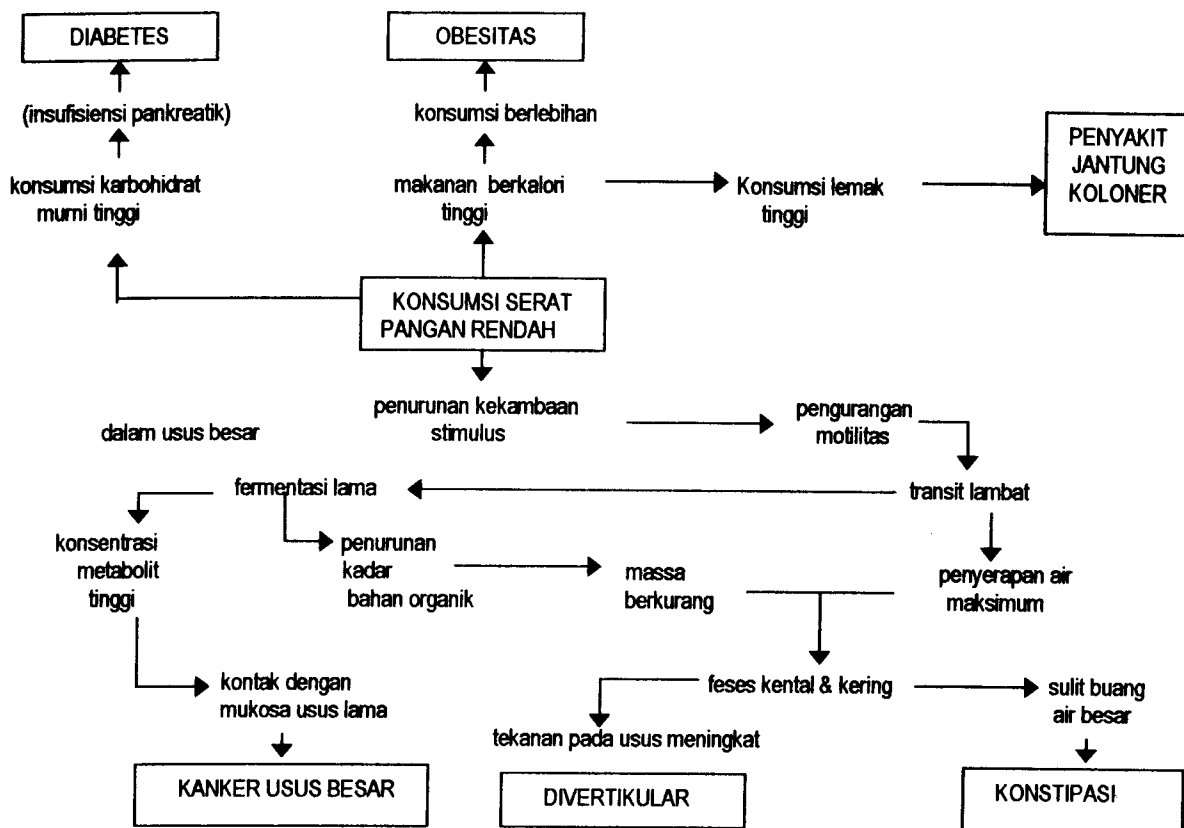 DIABETES
OBESITAS
(insufisiensi pankreatik)
konsumsi berlebihan
PENYAKIT
JANTUNG
KOLONER
konsumsi karbohidrat
murni tinggi
makanan berkalori
tinggi
Konsumsi lemak
tinggi
KONSUMSI SERAT
PANGAN RENDAH
penurunan kekambaan
stimulus
pengurangan
motilitas
dalam usus besar
fermentasi lama
transit lambat
konsentrasi
metabolit
tinggi
penurunan
kadar
bahan organik
massa
berkurang
penyerapan air
maksimum
kontak dengan
mukosa usus lama
feses kental & kering
sulit buang
air besar
tekanan pada usus meningkat
KANKER USUS BESAR
DIVERTIKULAR
KONSTIPASI